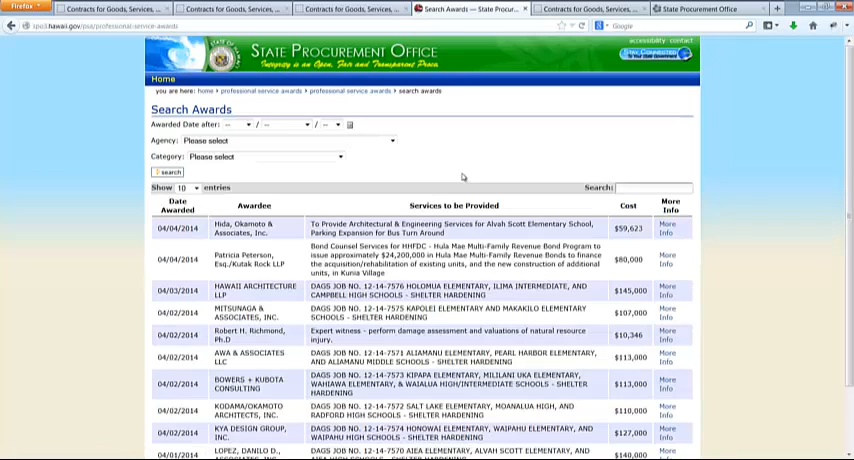 Firefox
Contracts for Goods, Services, ...
Contracts for Goods, Services, ...
Contracts for Goods, Services, ...
Search Awards — State Procur...
Contracts for Goods, Services, ...
State Procurement Office
spo3.hawaii.gov/psa/professional-service-awards
Google
accessibility contact
STATE PROCUREMENT OFFICE
Integrity is an Open, Fair and Transparent Process
Home
you are here: home › professional service awards › professional service awards › search awards
Search Awards
Awarded Date after: -- / -- / --
Agency: Please select
Category: Please select
search
Show 10 entries Search:
Date Awarded Awardee Services to be Provided Cost More Info
04/04/2014
Hida, Okamoto &
Associates, Inc.
To Provide Architectural & Engineering Services for Alvah Scott Elementary School,
Parking Expansion for Bus Turn Around
$59,623
More
Info
04/04/2014
Patricia Peterson,
Esq./Kutak Rock LLP
Bond Counsel Services for HHFDC - Hula Mae Multi-Family Revenue Bond Program to
issue approximately $24,200,000 in Hula Mae Multi-Family Revenue Bonds to finance
the acquisition/rehabilitation of existing units, and the new construction of additional
units, in Kunia Village
$80,000
More
Info
04/03/2014
HAWAII ARCHITECTURE
LLP
DAGS JOB NO. 12-14-7576 HOLOMUA ELEMENTARY, ILIMA INTERMEDIATE, AND
CAMPBELL HIGH SCHOOLS - SHELTER HARDENING
$145,000
More
Info
04/02/2014
MITSUNAGA &
ASSOCIATES, INC.
DAGS JOB NO. 12-14-7575 KAPOLEI ELEMENTARY AND MAKAKILO ELEMENTARY
SCHOOLS - SHELTER HARDENING
$107,000
More
Info
04/02/2014
Robert H. Richmond,
Ph.D
Expert witness - perform damage assessment and valuations of natural resource
injury.
$10,346
More
Info
04/02/2014
AWA & ASSOCIATES
LLC
DAGS JOB NO. 12-14-7571 ALIAMANU ELEMENTARY, PEARL HARBOR ELEMENTARY,
AND ALIAMANU MIDDLE SCHOOLS - SHELTER HARDENING
$113,000
More
Info
04/02/2014
BOWERS + KUBOTA
CONSULTING
DAGS JOB NO. 12-14-7573 KIPAPA ELEMENTARY, MILILANI UKA ELEMENTARY,
WAHIAWA ELEMENTARY, & WAIALUA HIGH/INTERMEDIATE SCHOOLS - SHELTER
HARDENING
$113,000
More
Info
04/02/2014
KODAMA/OKAMOTO
ARCHITECTS, INC.
DAGS JOB NO. 12-14-7572 SALT LAKE ELEMENTARY, MOANALUA HIGH, AND
RADFORD HIGH SCHOOLS - SHELTER HARDENING
$110,000
More
Info
04/02/2014
KYA DESIGN GROUP,
INC.
DAGS JOB NO. 12-14-7574 HONOWAI ELEMENTARY, WAIPAHU ELEMENTARY, AND
WAIPAHU HIGH SCHOOLS - SHELTER HARDENING
$127,000
More
Info
04/01/2014
LOPEZ, DANILO D.,
DAGS JOB NO. 12-14-7570 AIEA ELEMENTARY, ALVAH SCOTT ELEMENTARY, AND
$140,000
More